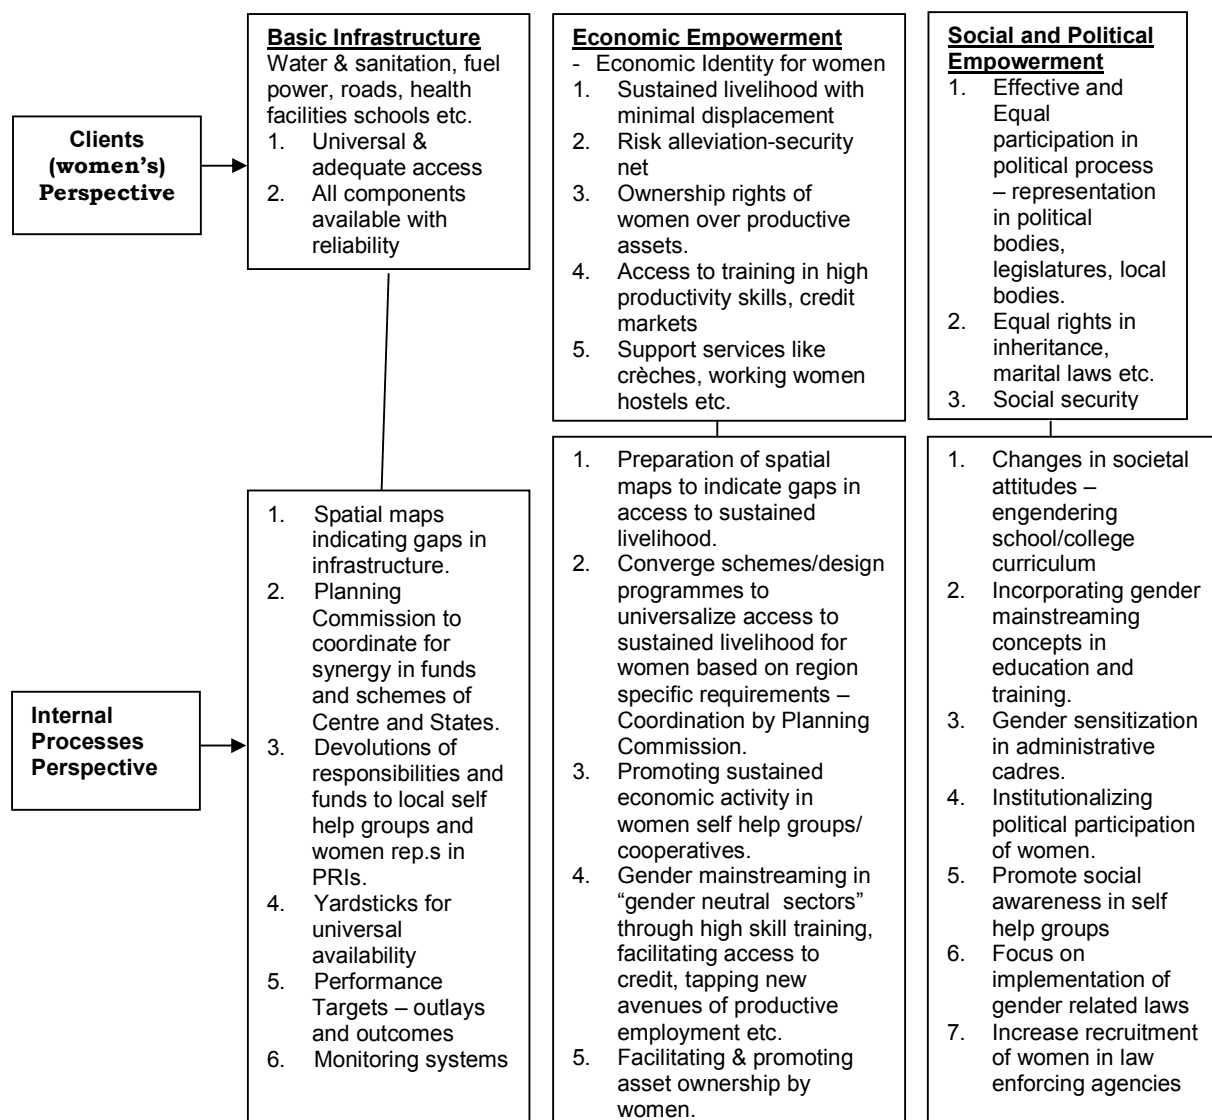 Clients
(women’s)
Perspective
Basic Infrastructure
Water & sanitation, fuel
power, roads, health
facilities schools etc.
1. Universal &
adequate access
2. All components
available with
reliability
Economic Empowerment
- Economic Identity for women
1. Sustained livelihood with
minimal displacement
2. Risk alleviation-security
net
3. Ownership rights of
women over productive
assets.
4. Access to training in high
productivity skills, credit
markets
5. Support services like
crèches, working women
hostels etc.
Social and Political
Empowerment
1. Effective and
Equal
participation in
political process
– representation
in political
bodies,
legislatures, local
bodies.
2. Equal rights in
inheritance,
marital laws etc.
3. Social security
Internal
Processes
Perspective
1. Spatial maps
indicating gaps in
infrastructure.
2. Planning
Commission to
coordinate for
synergy in funds
and schemes of
Centre and States.
3. Devolutions of
responsibilities and
funds to local self
help groups and
women rep.s in
PRIs.
4. Yardsticks for
universal
availability
5. Performance
Targets – outlays
and outcomes
6. Monitoring systems
1. Preparation of spatial
maps to indicate gaps in
access to sustained
livelihood.
2. Converge schemes/design
programmes to
universalize access to
sustained livelihood for
women based on region
specific requirements –
Coordination by Planning
Commission.
3. Promoting sustained
economic activity in
women self help groups/
cooperatives.
4. Gender mainstreaming in
“gender neutral sectors”
through high skill training,
facilitating access to
credit, tapping new
avenues of productive
employment etc.
5. Facilitating & promoting
asset ownership by
women.
1. Changes in societal
attitudes –
engendering
school/college
curriculum
2. Incorporating gender
mainstreaming
concepts in
education and
training.
3. Gender sensitization
in administrative
cadres.
4. Institutionalizing
political participation
of women.
5. Promote social
awareness in self
help groups
6. Focus on
implementation of
gender related laws
7. Increase recruitment
of women in law
enforcing agencies